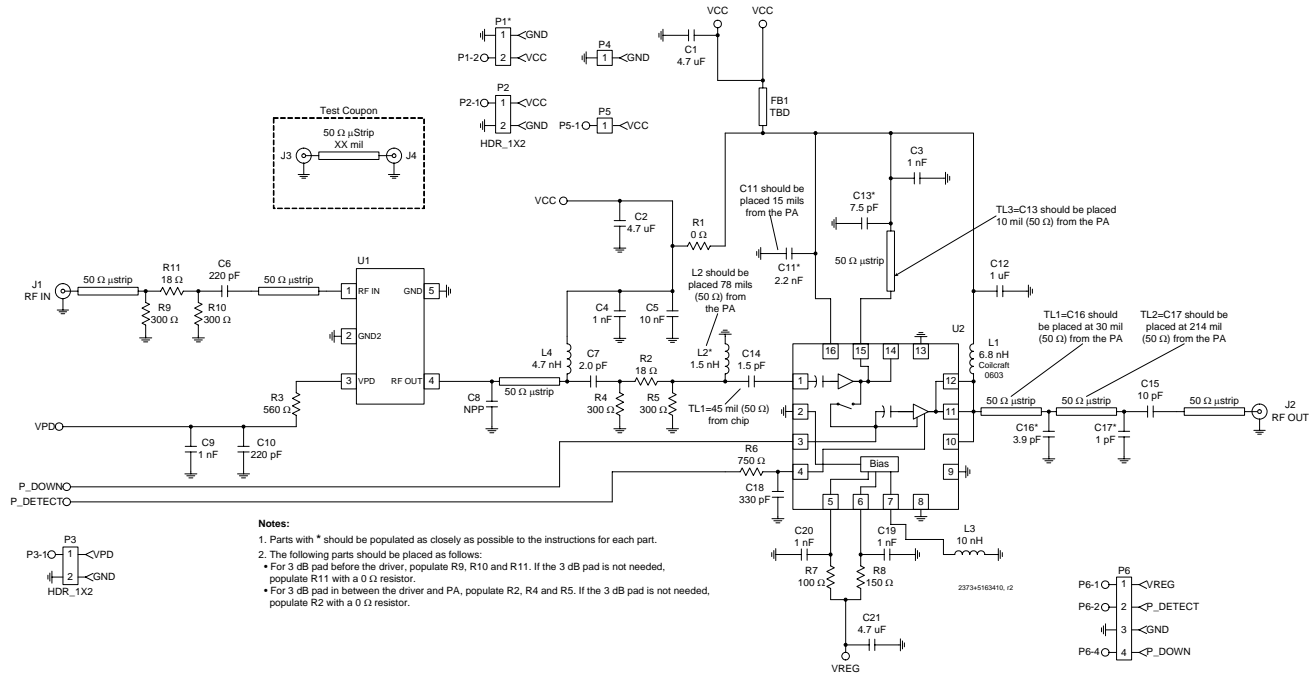 P1*
1
GND
P1-2
2
VCC
P4
1
GND
P2
P2-1
1
VCC
2
GND
HDR_1X2
P5
P5-1
1
VCC
VCC
VCC
C1
4.7 uF
FB1
TBD
Test Coupon
50 Ω µStrip
XX mil
J3
J4
C3
1 nF
C11 should be
placed 15 mils
from the PA
C13*
7.5 pF
TL3=C13 should be placed
10 mil (50 Ω) from the PA
VCC
C2
4.7 uF
R1
0 Ω
C11*
2.2 nF
50 Ω µstrip
C12
1 uF
J1
RF IN
50 Ω µstrip
R11
18 Ω
C6
220 pF
50 Ω µstrip
R9
300 Ω
R10
300 Ω
U1
1
RF IN
GND
5
2
GND2
3
VPD
RF OUT
4
L2 should be
placed 78 mils
(50 Ω) from
the PA
C4
1 nF
C5
10 nF
L4
4.7 nH
C7
2.0 pF
R2
18 Ω
L2*
1.5 nH
C14
1.5 pF
C8
NPP
50 Ω µstrip
R4
300 Ω
R5
300 Ω
TL1=45 mil (50 Ω)
from chip
U2
16
15
14
13
1
2
3
4
5
6
7
8
9
10
11
12
Bias
L1
6.8 nH
Coilcraft
0603
TL1=C16 should
be placed at 30 mil
(50 Ω) from the PA
TL2=C17 should be
placed at 214 mil
(50 Ω) from the PA
50 Ω µstrip
50 Ω µstrip
C15
10 pF
50 Ω µstrip
J2
RF OUT
C16*
3.9 pF
C17*
1 pF
R3
560 Ω
VPD
C9
1 nF
C10
220 pF
R6
750 Ω
C18
330 pF
P_DOWN
P_DETECT
C20
1 nF
C19
1 nF
L3
10 nH
R7
100 Ω
R8
150 Ω
C21
4.7 uF
VREG
2373+5163410, r2
P3
P3-1
1
VPD
2
GND
HDR_1X2
Notes:
1. Parts with * should be populated as closely as possible to the instructions for each part.
2. The following parts should be placed as follows:
• For 3 dB pad before the driver, populate R9, R10 and R11. If the 3 dB pad is not needed,
populate R11 with a 0 Ω resistor.
• For 3 dB pad in between the driver and PA, populate R2, R4 and R5. If the 3 dB pad is not needed,
populate R2 with a 0 Ω resistor.
P6
P6-1
1
VREG
P6-2
2
P_DETECT
3
GND
P6-4
4
P_DOWN